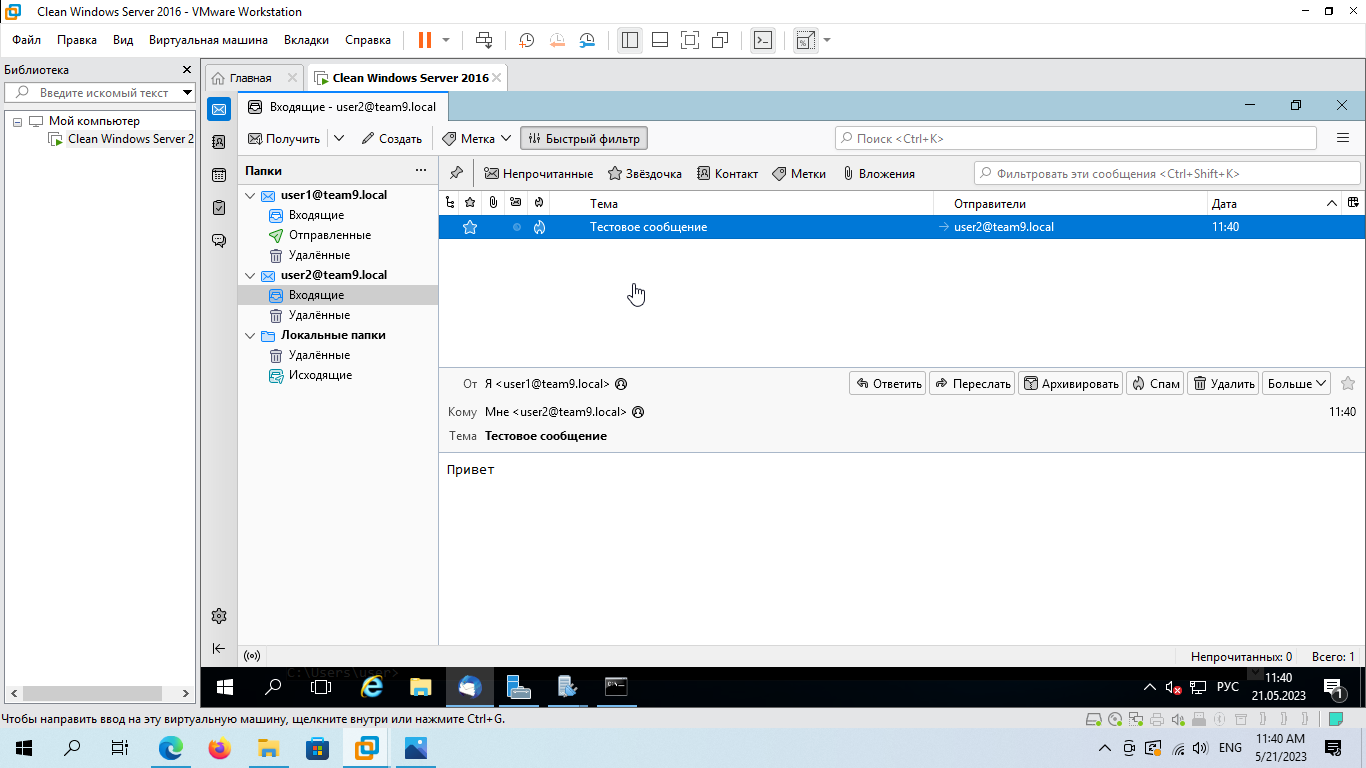 Clean Windows Server 2016 - VMware Workstation
Файл Правка Вид Виртуальная машина Вкладки Справка
Библиотека
Введите искомый текст
Мой компьютер
Clean Windows Server 2
Главная
Clean Windows Server 2016
Входящие - user2@team9.local
Получить Создать Метка Быстрый фильтр
Поиск <Ctrl+K>
Папки
Непрочитанные Звёздочка Контакт Метки Вложения
Фильтровать эти сообщения <Ctrl+Shift+K>
user1@team9.local
Входящие
Отправленные
Удалённые
user2@team9.local
Входящие
Удалённые
Локальные папки
Удалённые
Исходящие
Тема Отправители Дата
Тестовое сообщение user2@team9.local 11:40
От Я <user1@team9.local>
Ответить Переслать Архивировать Спам Удалить Больше
Кому Мне <user2@team9.local> 11:40
Тема Тестовое сообщение
Привет
Непрочитанных: 0 Всего: 1
C:\Users\user>
РУС
11:40
21.05.2023
1
Чтобы направить ввод на эту виртуальную машину, щелкните внутри или нажмите Ctrl+G.
ENG
11:40 AM
5/21/2023